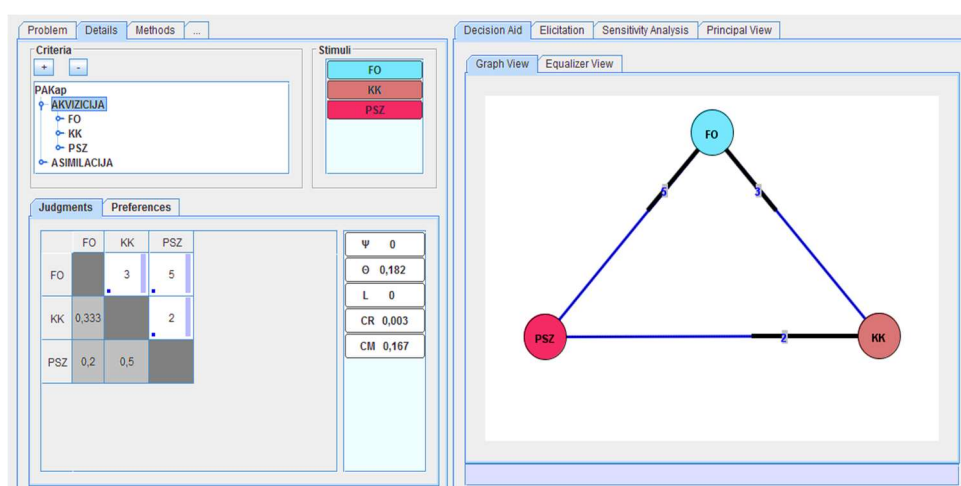 Problem Details Methods ...
Criteria
+ -
PAKap
AKVIZICIJA
FO
KK
PSZ
ASIMILACIJA
Stimuli
FO
KK
PSZ
Judgments Preferences
FO KK PSZ
FO 3 5
KK 0,333 2
PSZ 0,2 0,5
Ψ 0
Θ 0,182
L 0
CR 0,003
CM 0,167
Decision Aid Elicitation Sensitivity Analysis Principal View
Graph View Equalizer View
FO
5 3
PSZ 2 KK